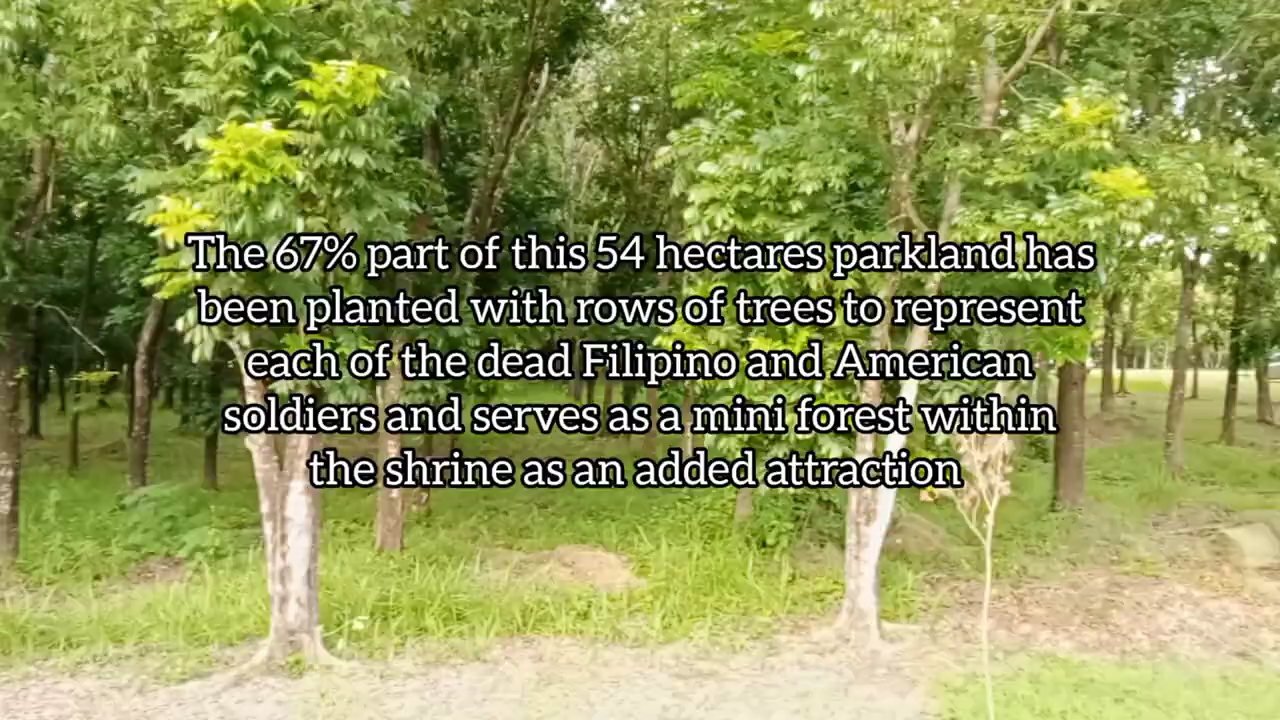 The 67% part of this 54 hectares parkland has
been planted with rows of trees to represent
each of the dead Filipino and American
soldiers and serves as a mini forest within
the shrine as an added attraction